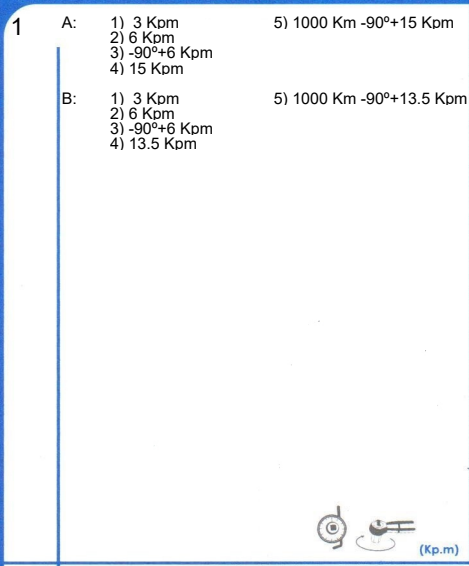 1
A: 1) 3 Kpm 5) 1000 Km -90º+15 Kpm
2) 6 Kpm
3) -90º+6 Kpm
4) 15 Kpm
B: 1) 3 Kpm 5) 1000 Km -90º+13.5 Kpm
2) 6 Kpm
3) -90º+6 Kpm
4) 13.5 Kpm
(Kp.m)